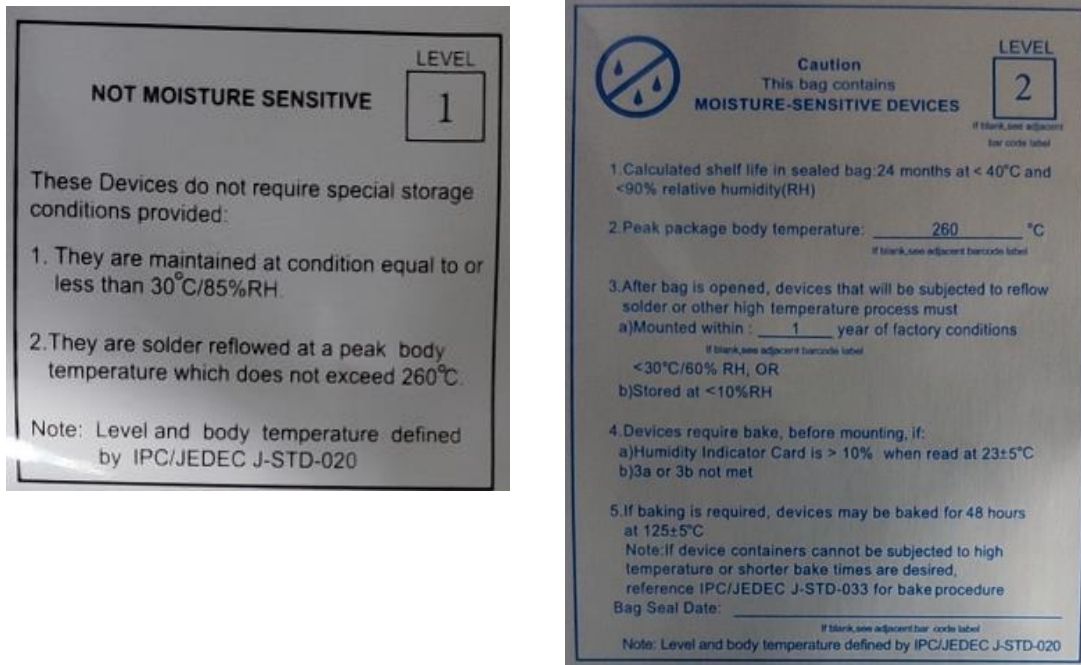 LEVEL
1
NOT MOISTURE SENSITIVE
These Devices do not require special storage
conditions provided:
1. They are maintained at condition equal to or
less than 30°C/85%RH.
2.They are solder reflowed at a peak body
temperature which does not exceed 260°C.
Note: Level and body temperature defined
by IPC/JEDEC J-STD-020
LEVEL
2
Caution
This bag contains
MOISTURE-SENSITIVE DEVICES
If blank,see adjacent
bar code label
1.Calculated shelf life in sealed bag:24 months at < 40°C and
<90% relative humidity(RH)
2.Peak package body temperature: 260 °C
If blank,see adjacent barcode label
3.After bag is opened, devices that will be subjected to reflow
solder or other high temperature process must
a)Mounted within : 1 year of factory conditions
If blank,see adjacent barcode label
<30°C/60% RH, OR
b)Stored at <10%RH
4.Devices require bake, before mounting, if:
a)Humidity Indicator Card is > 10% when read at 23±5°C
b)3a or 3b not met
5.If baking is required, devices may be baked for 48 hours
at 125±5°C
Note:If device containers cannot be subjected to high
temperature or shorter bake times are desired,
reference IPC/JEDEC J-STD-033 for bake procedure
Bag Seal Date:
If blank,see adjacent bar code label
Note: Level and body temperature defined by IPC/JEDEC J-STD-020